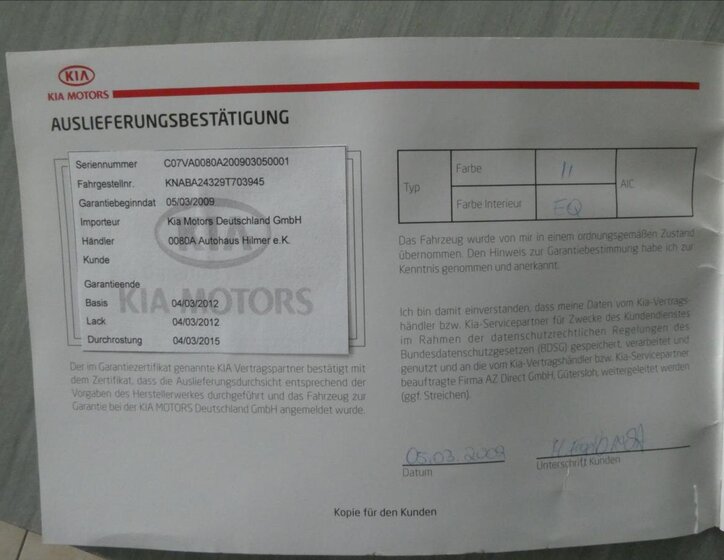 KIA
KIA MOTORS
AUSLIEFERUNGSBESTÄTIGUNG
Seriennummer C07VA0080A200903050001
Fahrgestellnr. KNABA24329T703945
Garantiebeginndat 05/03/2009
Importeur Kia Motors Deutschland GmbH
Händler 0080A Autohaus Hilmer e.K.
Kunde
Garantieende
Basis 04/03/2012
Lack 04/03/2012
Durchrostung 04/03/2015
KIA
KIA MOTORS
Der im Garantiezertifikat genannte KIA Vertragspartner bestätigt mit
dem Zertifikat, dass die Auslieferungsdurchsicht entsprechend der
Vorgaben des Herstellerwerkes durchgeführt und das Fahrzeug zur
Garantie bei der KIA MOTORS Deutschland GmbH angemeldet wurde.
Typ
Farbe 11
Farbe Interieur EQ
AIC
Das Fahrzeug wurde von mir in einem ordnungsgemäßen Zustand
übernommen. Den Hinweis zur Garantiebestimmung habe ich zur
Kenntnis genommen und anerkannt.
Ich bin damit einverstanden, dass meine Daten vom Kia-Vertrags-
händler bzw. Kia-Servicepartner für Zwecke des Kundendienstes
im Rahmen der datenschutzrechtlichen Regelungen des
Bundesdatenschutzgesetzen (BDSG) gespeichert, verarbeitet und
genutzt und an die vom Kia-Vertragshändler bzw. Kia-Servicepartner
beauftragte Firma AZ Direct GmbH, Gütersloh, weitergeleitet werden
(ggf. Streichen).
05.03.2009
Datum
Unterschrift Kunden
Kopie für den Kunden